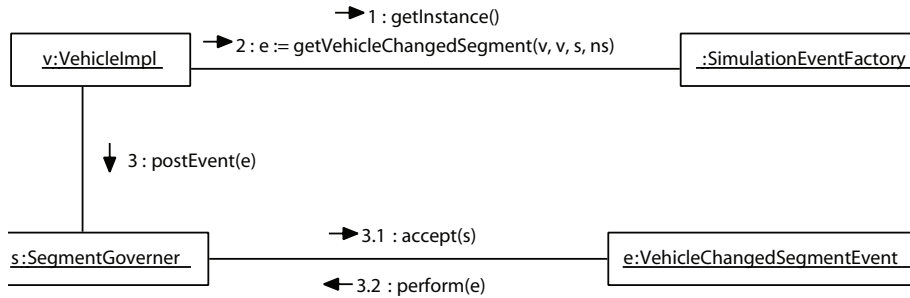 1 : getInstance()
2 : e := getVehicleChangedSegment(v, v, s, ns)
v:VehicleImpl
:SimulationEventFactory
3 : postEvent(e)
3.1 : accept(s)
s:SegmentGoverner
e:VehicleChangedSegmentEvent
3.2 : perform(e)